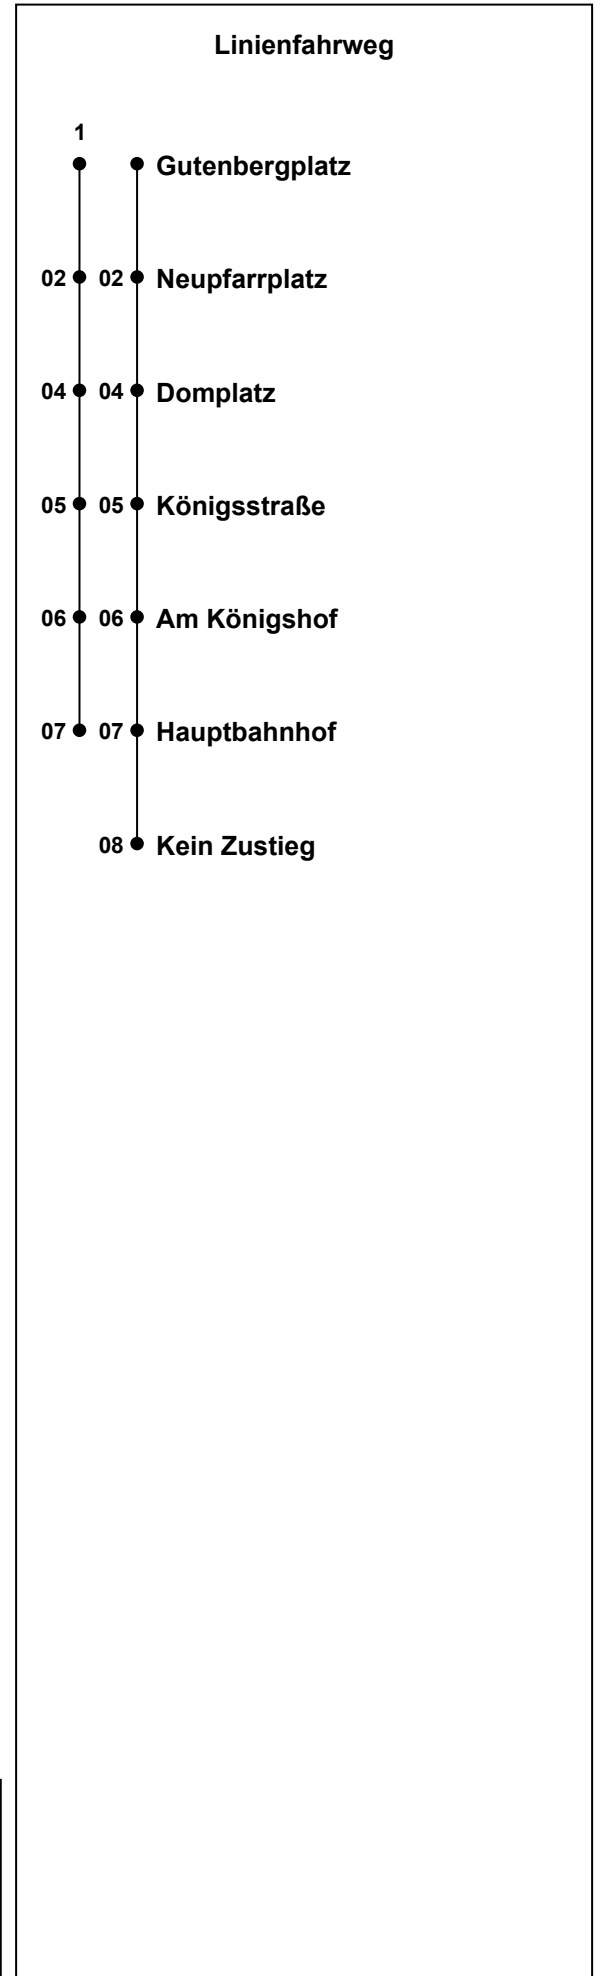 Linienfahrweg
1
Gutenbergplatz
02 02 Neupfarrplatz
04 04 Domplatz
05 05 Königsstraße
06 06 Am Königshof
07 07 Hauptbahnhof
08 Kein Zustieg